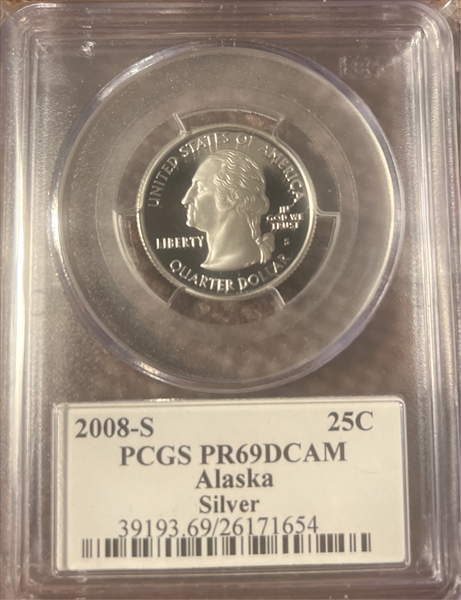 UNITED STATES OF AMERICA
IN
GOD WE
TRUST
LIBERTY
S
QUARTER DOLLAR
2008-S 25C
PCGS PR69DCAM
Alaska
Silver
39193.69/26171654